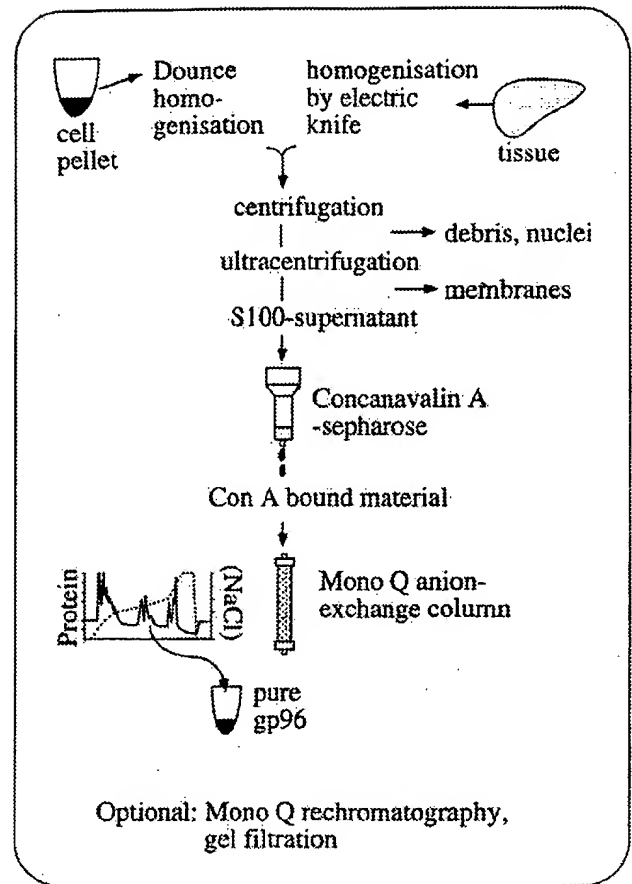 Dounce
homo-
genisation
homogenisation
by electric
knife
cell
pellet
tissue
centrifugation
debris, nuclei
ultracentrifugation
membranes
S100-supernatant
Concanavalin A
-sepharose
Con A bound material
Protein
(NaCl)
Mono Q anion-
exchange column
pure
gp96
Optional: Mono Q rechromatography,
gel filtration